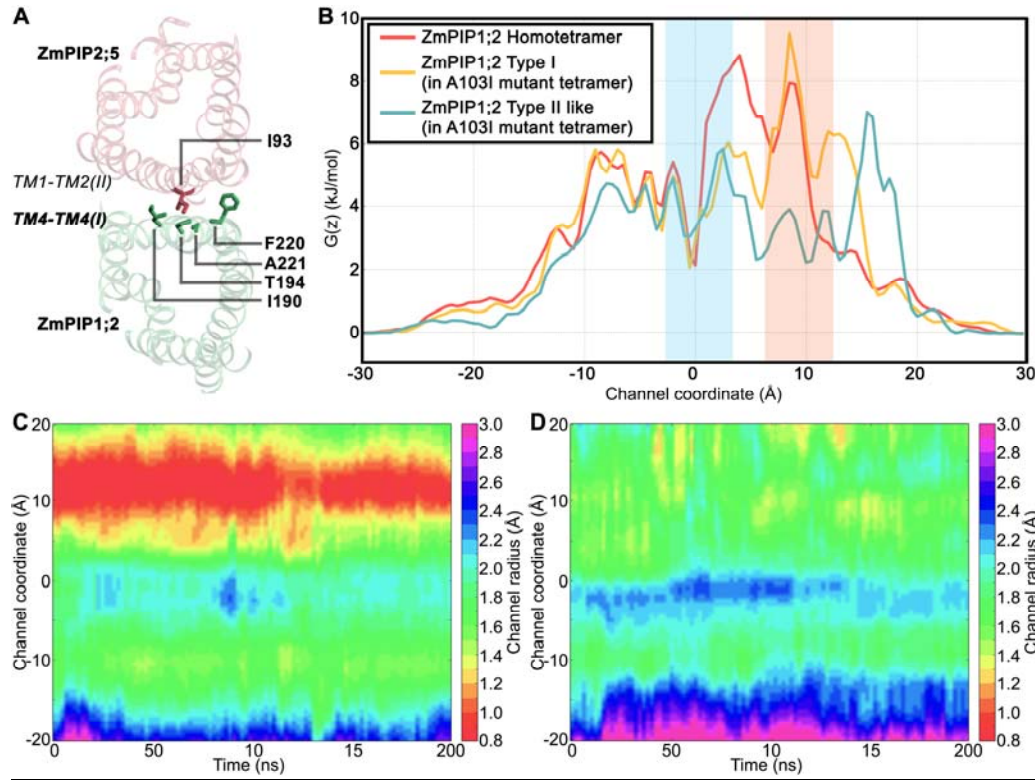 A
ZmPIP2;5
I93
TM1-TM2(II)
TM4-TM4(I)
F220
A221
T194
I190
ZmPIP1;2
B
10
8
6
4
2
0
G(z) (kJ/mol)
ZmPIP1;2 Homotetramer
ZmPIP1;2 Type I
(in A103I mutant tetramer)
ZmPIP1;2 Type II like
(in A103I mutant tetramer)
-30 -20 -10 0 10 20 30
Channel coordinate (Å)
C
20
10
0
-10
-20
Channel coordinate (Å)
0 50 10 15 200
Time (ns)
3.0
2.8
2.6
2.4
2.2
2.0
1.8
1.6
1.4
1.2
1.0
0.8
Channel radius (Å)
D
20
10
0
-10
-20
Channel coordinate (Å)
0 50 10 15 200
Time (ns)
3.0
2.8
2.6
2.4
2.2
2.0
1.8
1.6
1.4
1.2
1.0
0.8
Channel radius (Å)